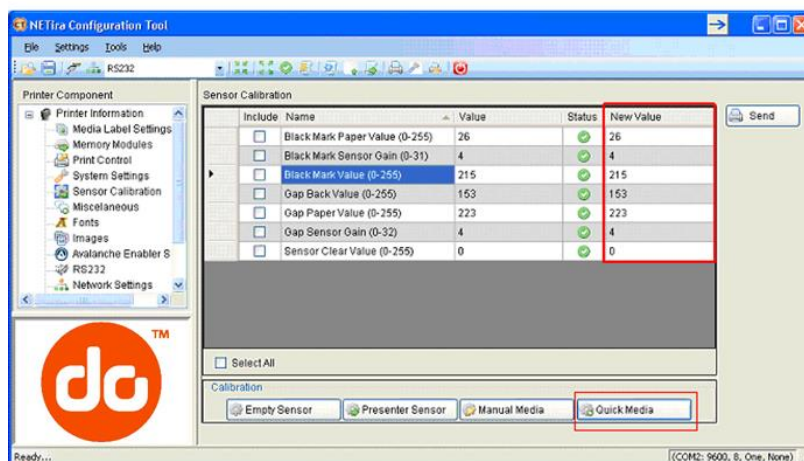 NETira Configuration Tool
File Settings Tools Help
RS232
Printer Component
Printer Information
Media Label Settings
Memory Modules
Print Control
System Settings
Sensor Calibration
Miscellaneous
Fonts
Images
Avalanche Enabler S
RS232
Network Settings
Sensor Calibration
Include Name Value Status New Value
Black Mark Paper Value (0-255) 26 26
Black Mark Sensor Gain (0-31) 4 4
Black Mark Value (0-255) 215 215
Gap Back Value (0-255) 153 153
Gap Paper Value (0-255) 223 223
Gap Sensor Gain (0-32) 4 4
Sensor Clear Value (0-255) 0 0
Send
Select All
Calibration
Empty Sensor Presenter Sensor Manual Media Quick Media
do TM
Ready... (COM2: 9600, 8, One, None)